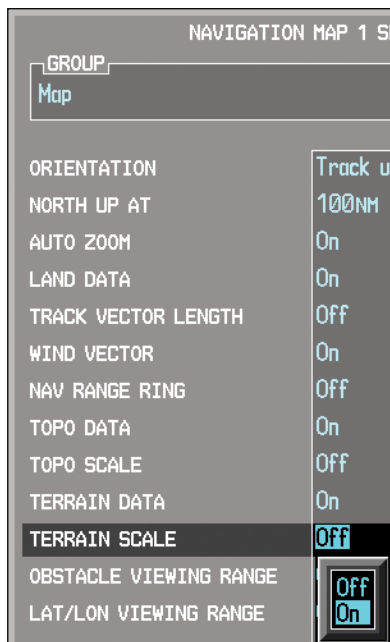 NAVIGATION MAP 1
GROUP
Map
ORIENTATION Track
NORTH UP AT 100NM
AUTO ZOOM On
LAND DATA On
TRACK VECTOR LENGTH Off
WIND VECTOR On
NAV RANGE RING Off
TOPO DATA On
TOPO SCALE Off
TERRAIN DATA On
TERRAIN SCALE Off
OBSTACLE VIEWING RANGE Off
LAT/LON VIEWING RANGE On